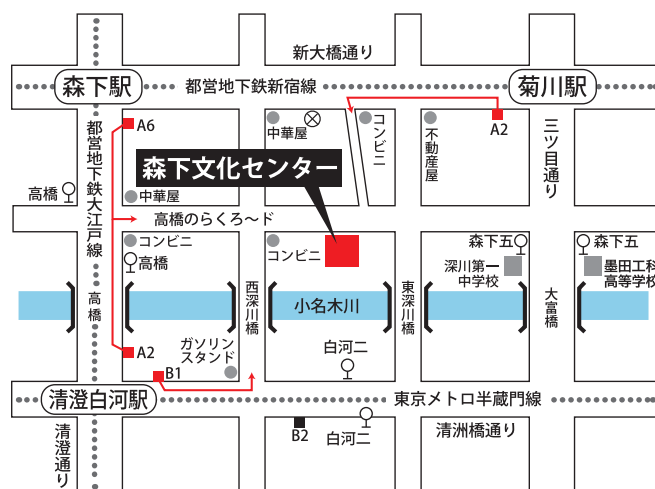 新大橋通り
森下駅
都営地下鉄新宿線
菊川駅
A6
中華屋
コンビニ
不動産屋
A2
三ツ目通り
都営地下鉄大江戸線
森下文化センター
高橋
中華屋
高橋のらくろ〜ド
コンビニ
高橋
コンビニ
森下五
森下五
深川第一
中学校
墨田工科
高等学校
高橋
西深川橋
小名木川
東深川橋
大富橋
A2
ガソリン
スタンド
B1
白河二
清澄白河駅
東京メトロ半蔵門線
清澄通り
B2
白河二
清洲橋通り